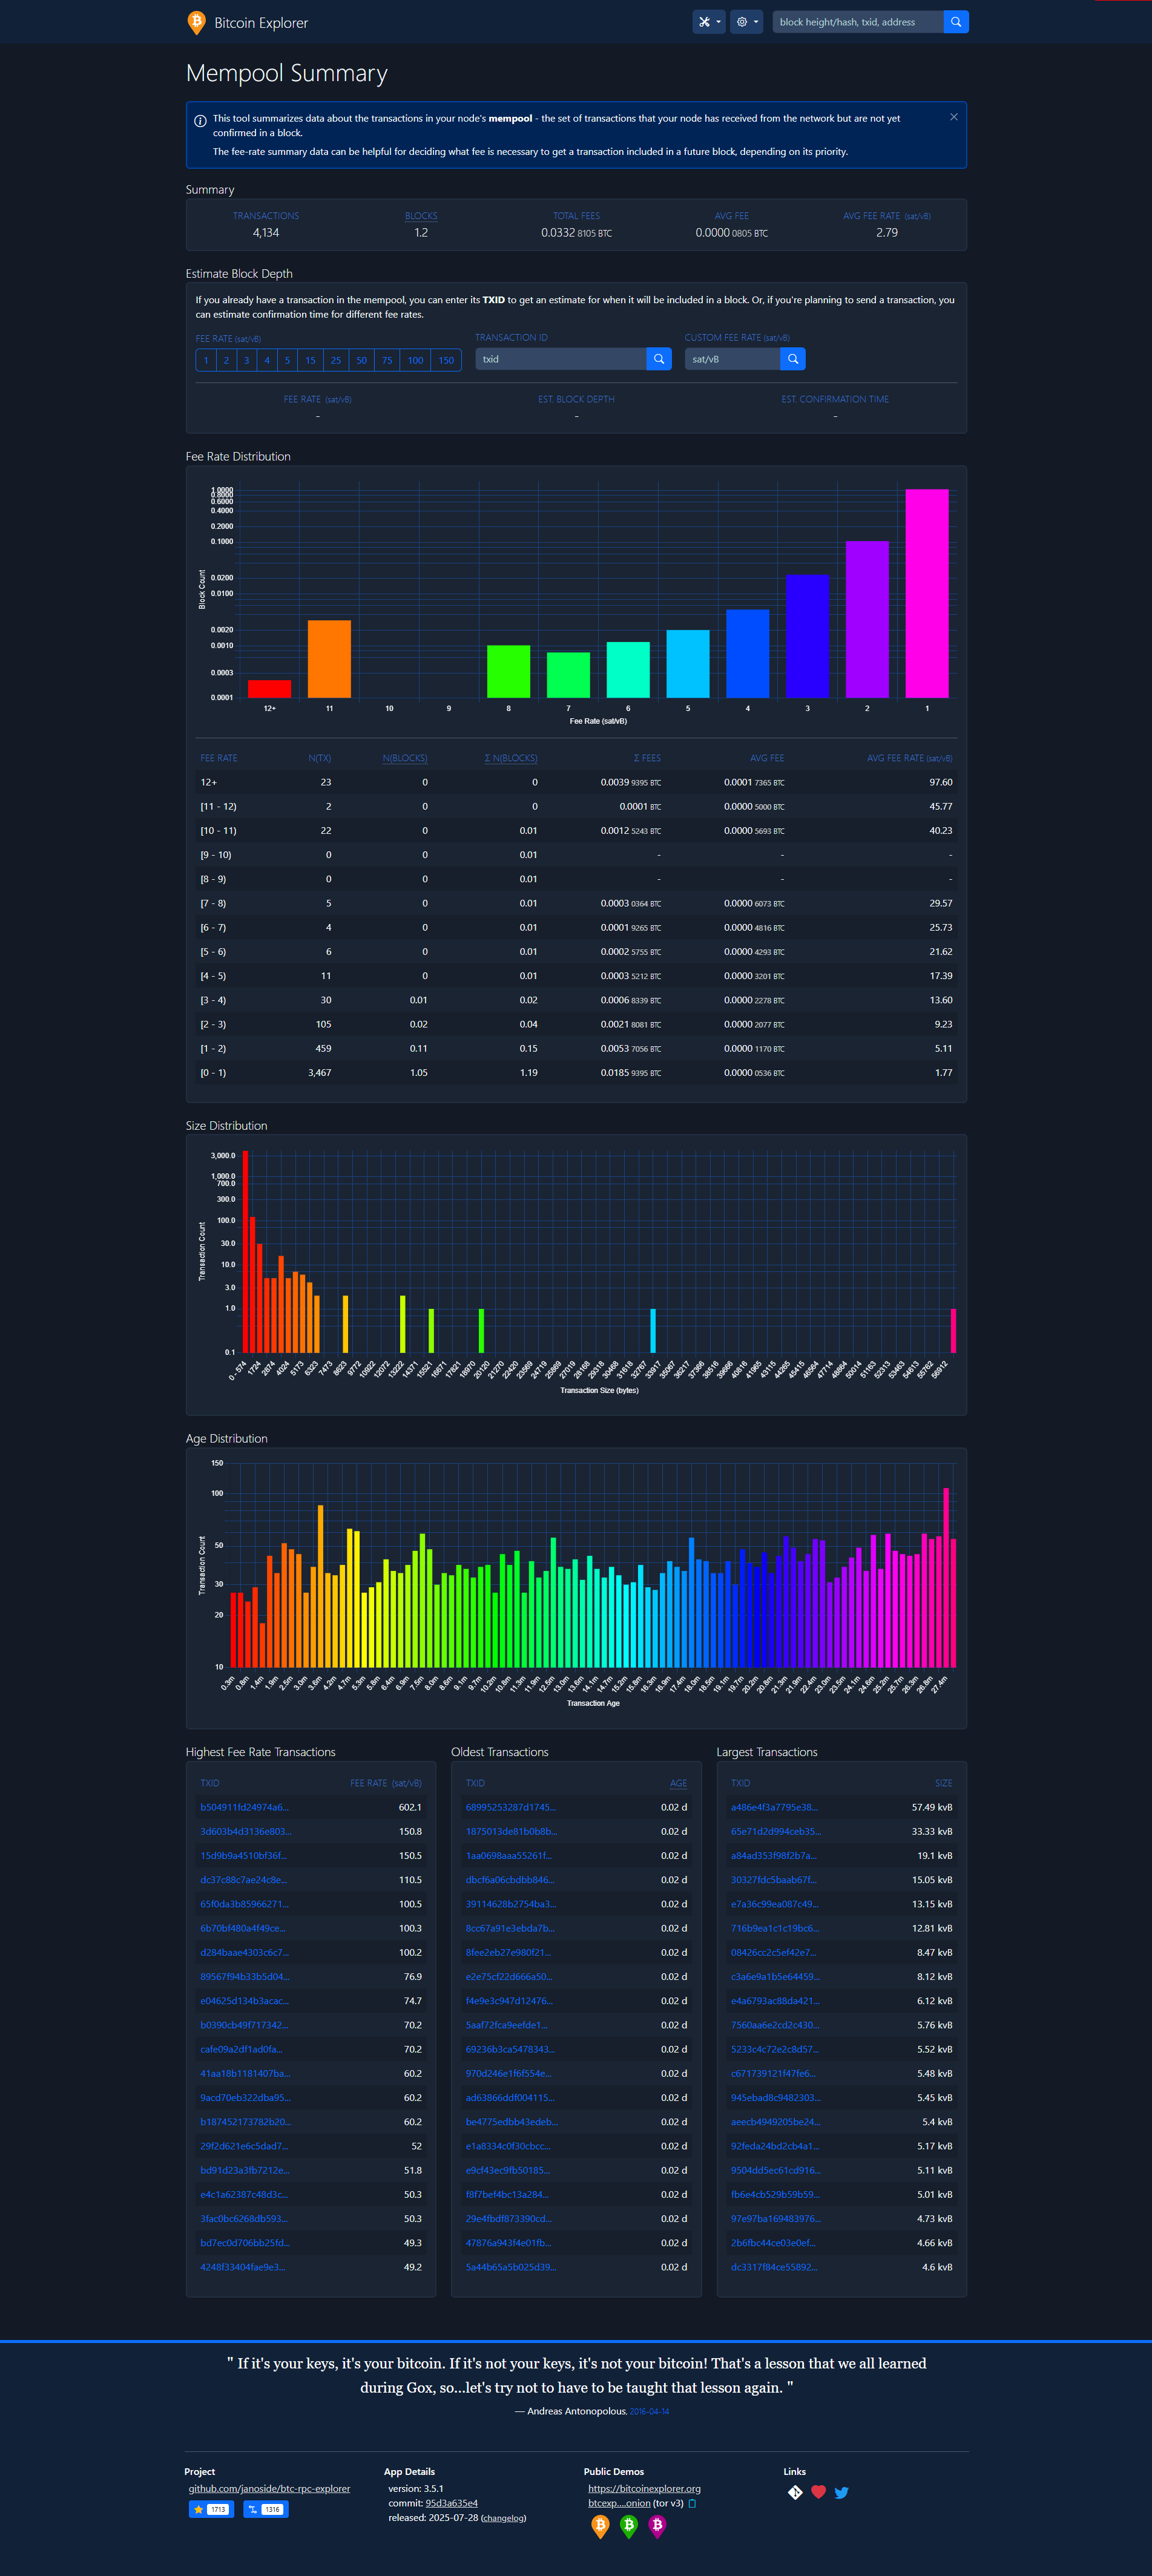 Bitcoin Explorer
block height/hash, txid, address
Mempool Summary
This tool summarizes data about the transactions in your node's mempool - the set of transactions that your node has received from the network but are not yet
confirmed in a block.
The fee-rate summary data can be helpful for deciding what fee is necessary to get a transaction included in a future block, depending on its priority.
Summary
TRANSACTIONS BLOCKS TOTAL FEES AVG FEE AVG FEE RATE (sat/vB)
4,134 1.2 0.0332 8105 BTC 0.0000 0805 BTC 2.79
Estimate Block Depth
If you already have a transaction in the mempool, you can enter its TXID to get an estimate for when it will be included in a block. Or, if you're planning to send a transaction, you
can estimate confirmation time for different fee rates.
FEE RATE (sat/vB) TRANSACTION ID CUSTOM FEE RATE (sat/vB)
1 2 3 4 5 15 25 50 75 100 150 txid sat/vB
FEE RATE (sat/vB) EST. BLOCK DEPTH EST. CONFIRMATION TIME
- - -
Fee Rate Distribution
1.0000
0.8000
0.6000
0.4000
0.2000
0.1000
0.0200
0.0100
0.0020
0.0010
0.0003
0.0001
Block Count
12+ 11 10 9 8 7 6 5 4 3 2 1
Fee Rate (sat/vB)
FEE RATE N(TX) N(BLOCKS) Σ N(BLOCKS) Σ FEES AVG FEE AVG FEE RATE (sat/vB)
12+ 23 0 0 0.0039 9395 BTC 0.0001 7365 BTC 97.60
[11 - 12) 2 0 0 0.0001 BTC 0.0000 5000 BTC 45.77
[10 - 11) 22 0 0.01 0.0012 5243 BTC 0.0000 5693 BTC 40.23
[9 - 10) 0 0 0.01 - - -
[8 - 9) 0 0 0.01 - - -
[7 - 8) 5 0 0.01 0.0003 0364 BTC 0.0000 6073 BTC 29.57
[6 - 7) 4 0 0.01 0.0001 9265 BTC 0.0000 4816 BTC 25.73
[5 - 6) 6 0 0.01 0.0002 5755 BTC 0.0000 4293 BTC 21.62
[4 - 5) 11 0 0.01 0.0003 5212 BTC 0.0000 3201 BTC 17.39
[3 - 4) 30 0.01 0.02 0.0006 8339 BTC 0.0000 2278 BTC 13.60
[2 - 3) 105 0.02 0.04 0.0021 8081 BTC 0.0000 2077 BTC 9.23
[1 - 2) 459 0.11 0.15 0.0053 7056 BTC 0.0000 1170 BTC 5.11
[0 - 1) 3,467 1.05 1.19 0.0185 9395 BTC 0.0000 0536 BTC 1.77
Size Distribution
3,000.0
1,000.0
700.0
300.0
100.0
30.0
10.0
3.0
1.0
0.1
Transaction Count
0 - 574 1724 2874 4024 5173 6323 7473 8623 9772 10922 12072 13222 14371 15521 16671 17821 18970 20120 21270 22420 23569 24719 25869 27019 28168 29318 30468 31618 32767 33917 35067 36217 37366 38516 39666 40816 41965 43115 44265 45415 46564 47714 48864 50014 51163 52313 53463 54613 55762 56912
Transaction Size (bytes)
Age Distribution
150
100
50
30
20
10
Transaction Count
0.3m 0.8m 1.4m 1.9m 2.5m 3.0m 3.6m 4.2m 4.7m 5.3m 5.8m 6.4m 6.9m 7.5m 8.0m 8.6m 9.1m 9.7m 10.2m 10.8m 11.3m 11.9m 12.5m 13.0m 13.6m 14.1m 14.7m 15.2m 15.8m 16.3m 16.9m 17.4m 18.0m 18.5m 19.1m 19.7m 20.2m 20.8m 21.3m 21.9m 22.4m 23.0m 23.5m 24.1m 24.6m 25.2m 25.7m 26.3m 26.8m 27.4m
Transaction Age
Highest Fee Rate Transactions Oldest Transactions Largest Transactions
TXID FEE RATE (sat/vB) TXID AGE TXID SIZE
b504911fd24974a6... 602.1 68995253287d1745... 0.02 d a486e4f3a7795e38... 57.49 kvB
3d603b4d3136e803... 150.8 1875013de81b0b8b... 0.02 d 65e71d2d994ceb35... 33.33 kvB
15d9b9a4510bf36f... 150.5 1aa0698aaa55261f... 0.02 d a84ad353f98f2b7a... 19.1 kvB
dc37c88c7ae24c8e... 110.5 dbcf6a06cbdbb846... 0.02 d 30327fdc5baab67f... 15.05 kvB
65f0da3b85966271... 100.5 39114628b2754ba3... 0.02 d e7a36c99ea087c49... 13.15 kvB
6b70bf480a4f49ce... 100.3 8cc67a91e3ebda7b... 0.02 d 716b9ea1c1c19bc6... 12.81 kvB
d284baae4303c6c7... 100.2 8fee2eb27e980f21... 0.02 d 08426cc2c5ef42e7... 8.47 kvB
89567f94b33b5d04... 76.9 e2e75cf22d666a50... 0.02 d c3a6e9a1b5e64459... 8.12 kvB
e04625d134b3acac... 74.7 f4e9e3c947d12476... 0.02 d e4a6793ac88da421... 6.12 kvB
b0390cb49f717342... 70.2 5aaf72fca9eefde1... 0.02 d 7560aa6e2cd2c430... 5.76 kvB
cafe09a2df1ad0fa... 70.2 69236b3ca5478343... 0.02 d 5233c4c72e2c8d57... 5.52 kvB
41aa18b1181407ba... 60.2 970d246e1f6f554e... 0.02 d c671739121f47fe6... 5.48 kvB
9acd70eb322dba95... 60.2 ad63866ddf004115... 0.02 d 945ebad8c9482303... 5.45 kvB
b187452173782b20... 60.2 be4775edbb43edeb... 0.02 d aeecb4949205be24... 5.4 kvB
29f2d621e6c5dad7... 52 e1a8334c0f30cbcc... 0.02 d 92feda24bd2cb4a1... 5.17 kvB
bd91d23a3fb7212e... 51.8 e9cf43ec9fb50185... 0.02 d 9504dd5ec61cd916... 5.11 kvB
e4c1a62387c48d3c... 50.3 f8f7bef4bc13a284... 0.02 d fb6e4cb529b59b59... 5.01 kvB
3fac0bc6268db593... 50.3 29e4fbdf873390cd... 0.02 d 97e97ba169483976... 4.73 kvB
bd7ec0d706bb25fd... 49.3 47876a943f4e01fb... 0.02 d 2b6fbc44ce03e0ef... 4.66 kvB
4248f33404fae9e3... 49.2 5a44b65a5b025d39... 0.02 d dc3317f84ce55892... 4.6 kvB
" If it's your keys, it's your bitcoin. If it's not your keys, it's not your bitcoin! That's a lesson that we all learned
during Gox, so...let's try not to have to be taught that lesson again. "
— Andreas Antonopolous, 2016-04-14
Project App Details Public Demos Links
github.com/janoside/btc-rpc-explorer version: 3.5.1 https://bitcoinexplorer.org
1713 1316 commit: 95d3a635e4 btcexp....onion (tor v3)
released: 2025-07-28 (changelog)